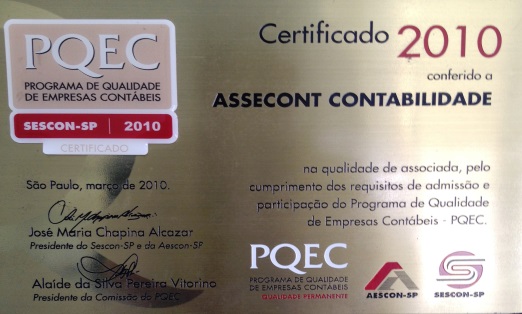 PQEC
PROGRAMA DE QUALIDADE
DE EMPRESAS CONTÁBEIS
SESCON-SP | 2010
CERTIFICADO
Certificado 2010
conferido a
ASSECONT CONTABILIDADE
na qualidade de associada, pelo
cumprimento dos requisitos de admissão e
participação do Programa de Qualidade
de Empresas Contábeis - PQEC.
São Paulo, março de 2010.
José Maria Chapina Alcazar
Presidente do Sescon-SP e da Aescon-SP
Alaíde da Silva Pereira Vitorino
Presidente da Comissão do PQEC
PQEC
PROGRAMA DE QUALIDADE
DE EMPRESAS CONTÁBEIS
QUALIDADE PERMANENTE
AESCON-SP
SESCON-SP